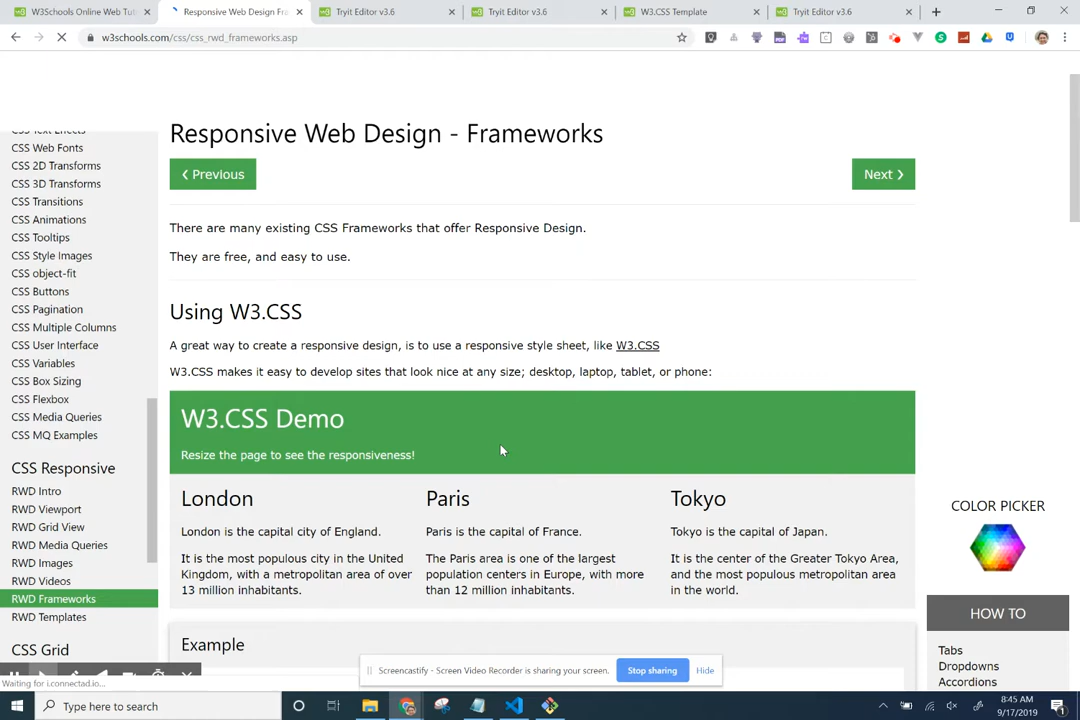 W3Schools Online Web Tut
Responsive Web Design Fra
Tryit Editor v3.6
Tryit Editor v3.6
W3.CSS Template
Tryit Editor v3.6
w3schools.com/css/css_rwd_frameworks.asp
Responsive Web Design - Frameworks
❮ Previous
Next ❯
There are many existing CSS Frameworks that offer Responsive Design.
They are free, and easy to use.
Using W3.CSS
A great way to create a responsive design, is to use a responsive style sheet, like W3.CSS
W3.CSS makes it easy to develop sites that look nice at any size; desktop, laptop, tablet, or phone:
W3.CSS Demo
Resize the page to see the responsiveness!
London
London is the capital city of England.
It is the most populous city in the United
Kingdom, with a metropolitan area of over
13 million inhabitants.
Paris
Paris is the capital of France.
The Paris area is one of the largest
population centers in Europe, with more
than 12 million inhabitants.
Tokyo
Tokyo is the capital of Japan.
It is the center of the Greater Tokyo Area,
and the most populous metropolitan area
in the world.
Example
CSS Text Effects
CSS Web Fonts
CSS 2D Transforms
CSS 3D Transforms
CSS Transitions
CSS Animations
CSS Tooltips
CSS Style Images
CSS object-fit
CSS Buttons
CSS Pagination
CSS Multiple Columns
CSS User Interface
CSS Variables
CSS Box Sizing
CSS Flexbox
CSS Media Queries
CSS MQ Examples
CSS Responsive
RWD Intro
RWD Viewport
RWD Grid View
RWD Media Queries
RWD Images
RWD Videos
RWD Frameworks
RWD Templates
CSS Grid
COLOR PICKER
HOW TO
Tabs
Dropdowns
Accordions
Screencastify - Screen Video Recorder is sharing your screen.
Stop sharing
Hide
Waiting for i.connectad.io...
Type here to search
8:45 AM
9/17/2019